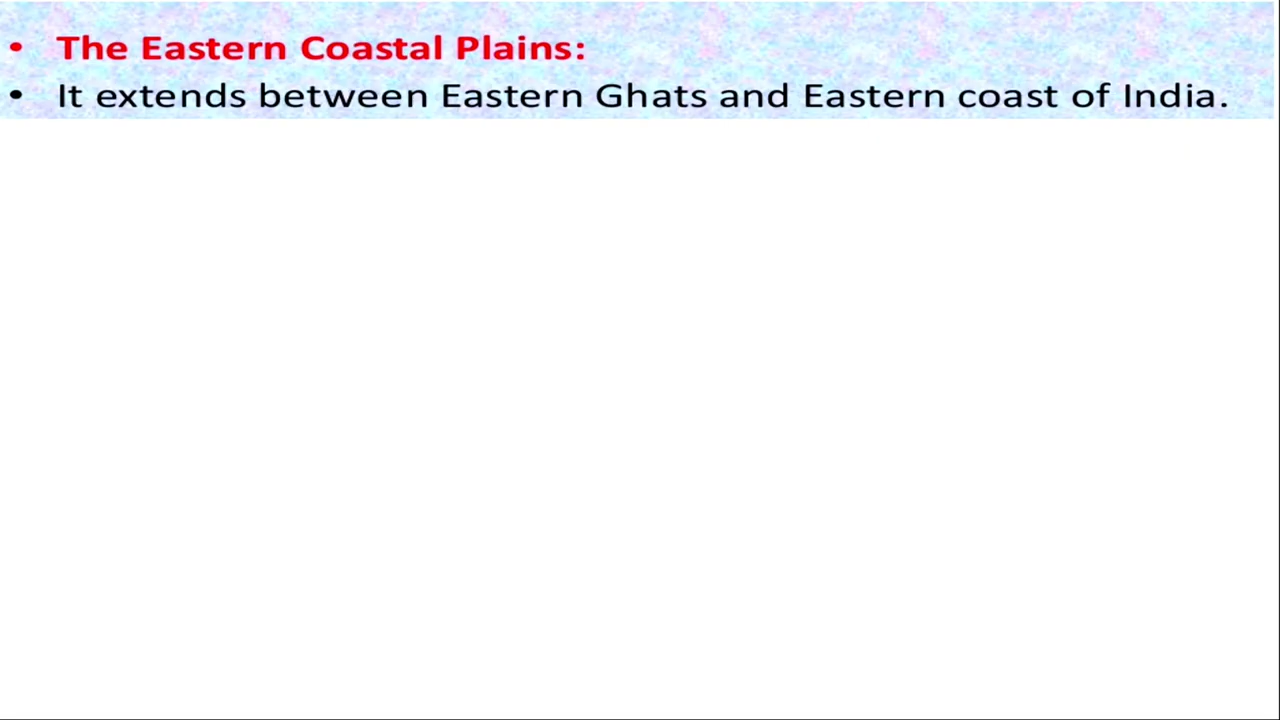 • The Eastern Coastal Plains:
• It extends between Eastern Ghats and Eastern coast of India.